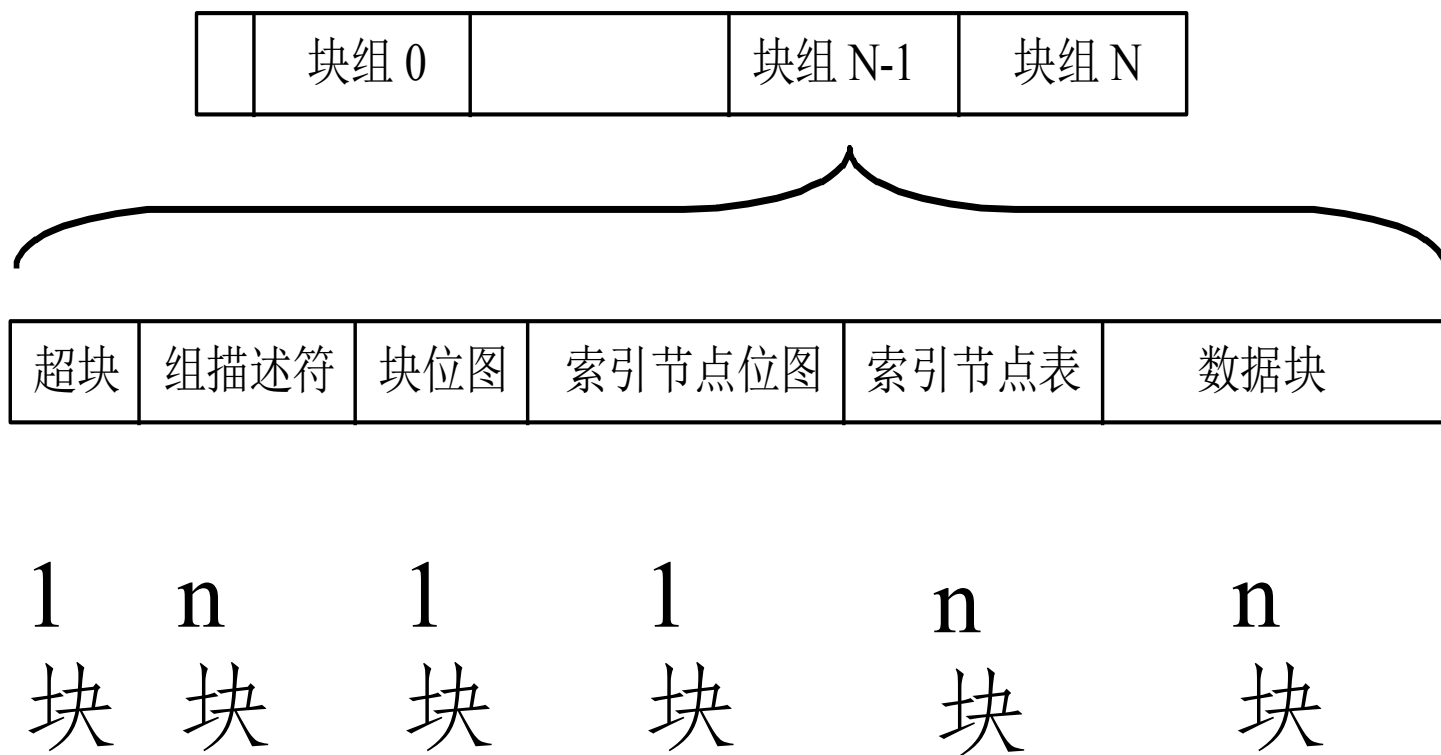 块组 0 块组 N-1 块组 N
超块 组描述符 块位图 索引节点位图 索引节点表 数据块
1 n 1 1 n n
块 块 块 块 块 块